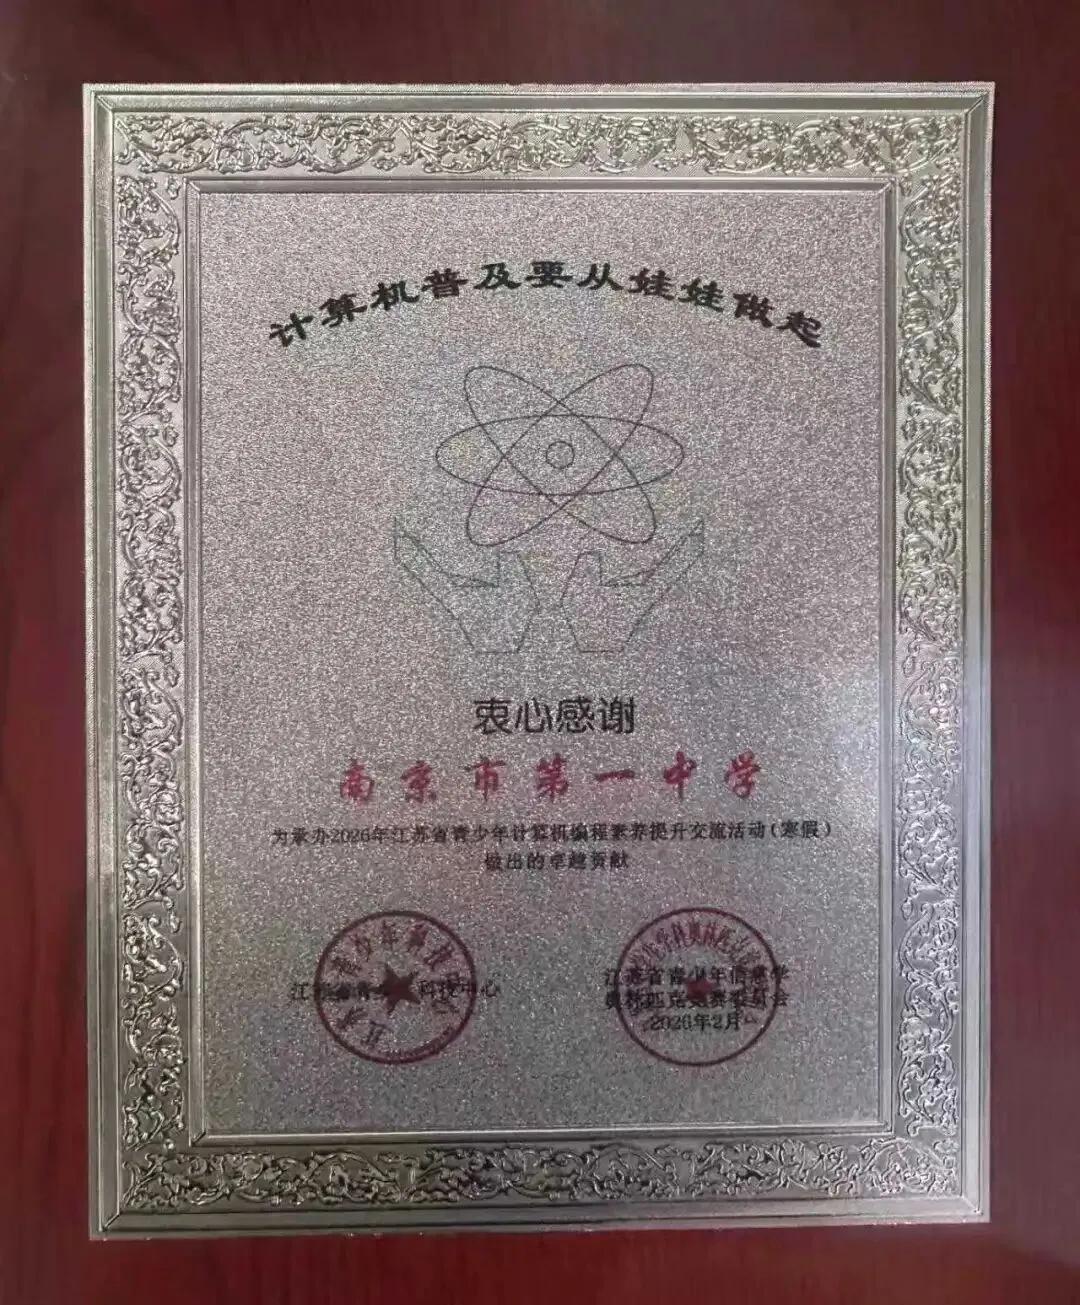 计算机普及要从娃娃做起
衷心感谢
南京市第一中学
为承办2026年江苏省青少年计算机编程素养提升交流活动(寒假)
做出的卓越贡献
江苏省青少年科技中心
江苏省青少年信息学
奥林匹克竞赛委员会
2026年2月